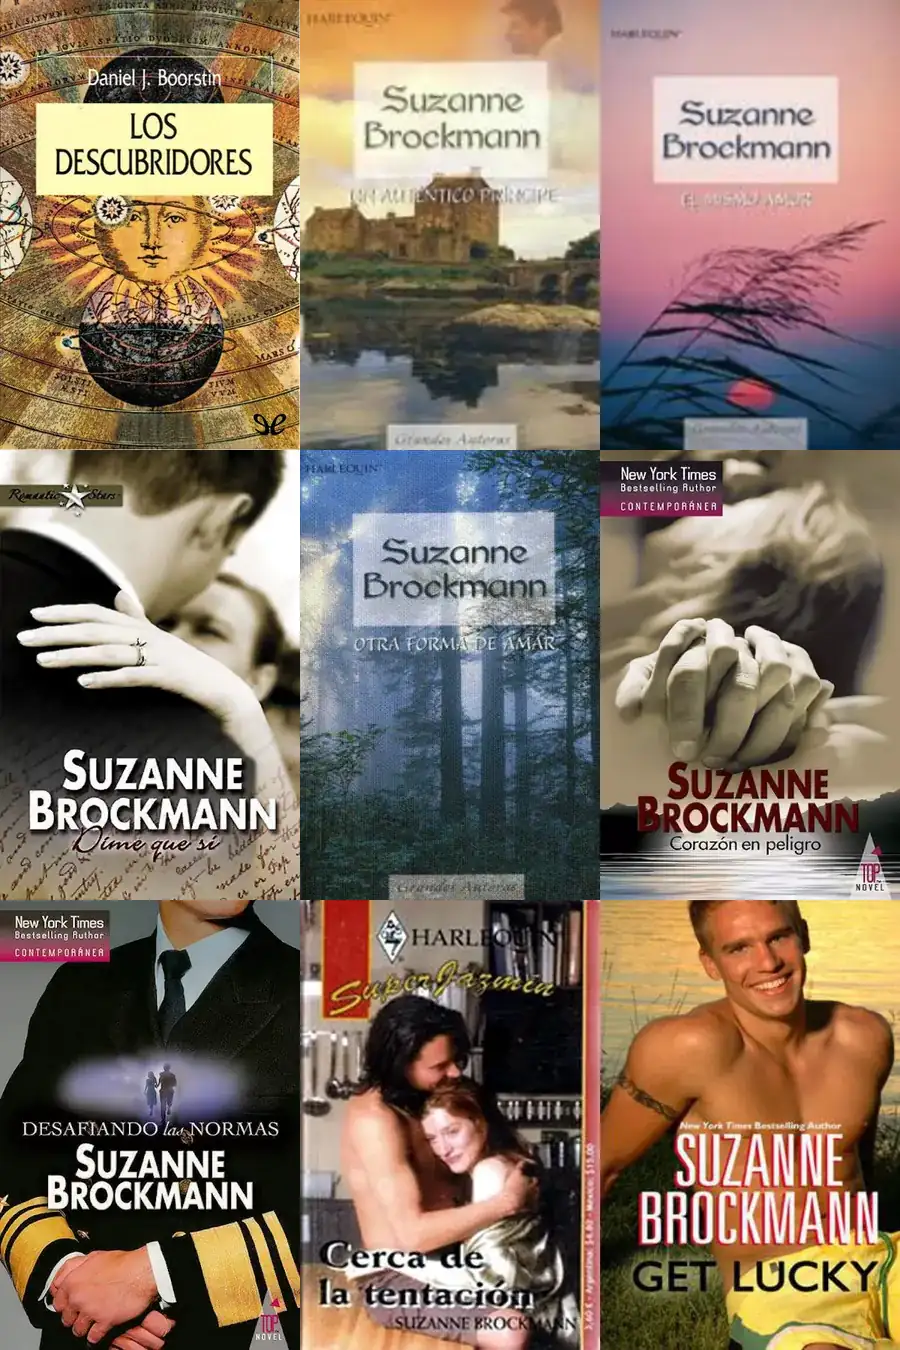 Daniel J. Boorstin
LOS
DESCUBRIDORES
MARS
HARLEQUIN
Suzanne
Brockmann
UN AUTÉNTICO PRÍNCIPE
Grandes Autoras
HARLEQUIN
Suzanne
Brockmann
EL MISMO AMOR
Romantic Stars
SUZANNE
BROCKMANN
Dime que sí
HARLEQUIN
Suzanne
Brockmann
OTRA FORMA DE AMAR
Grandes Autoras
New York Times
Bestselling Author
CONTEMPORÁNEA
SUZANNE
BROCKMANN
Corazón en peligro
TOP
NOVEL
New York Times
Bestselling Author
CONTEMPORÁNEA
DESAFIANDO las NORMAS
SUZANNE
BROCKMANN
TOP
NOVEL
HARLEQUIN
Super Jazmín
Cerca de
la tentación
SUZANNE BROCKMANN
New York Times Bestselling Author
SUZANNE
BROCKMANN
GET LUCKY